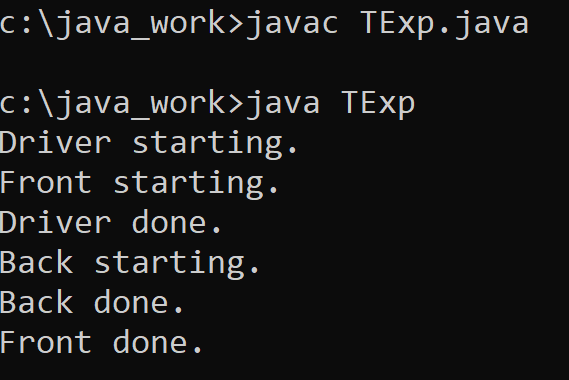 c:\java_work>javac TExp.java
c:\java_work>java TExp
Driver starting.
Front starting.
Driver done.
Back starting.
Back done.
Front done.